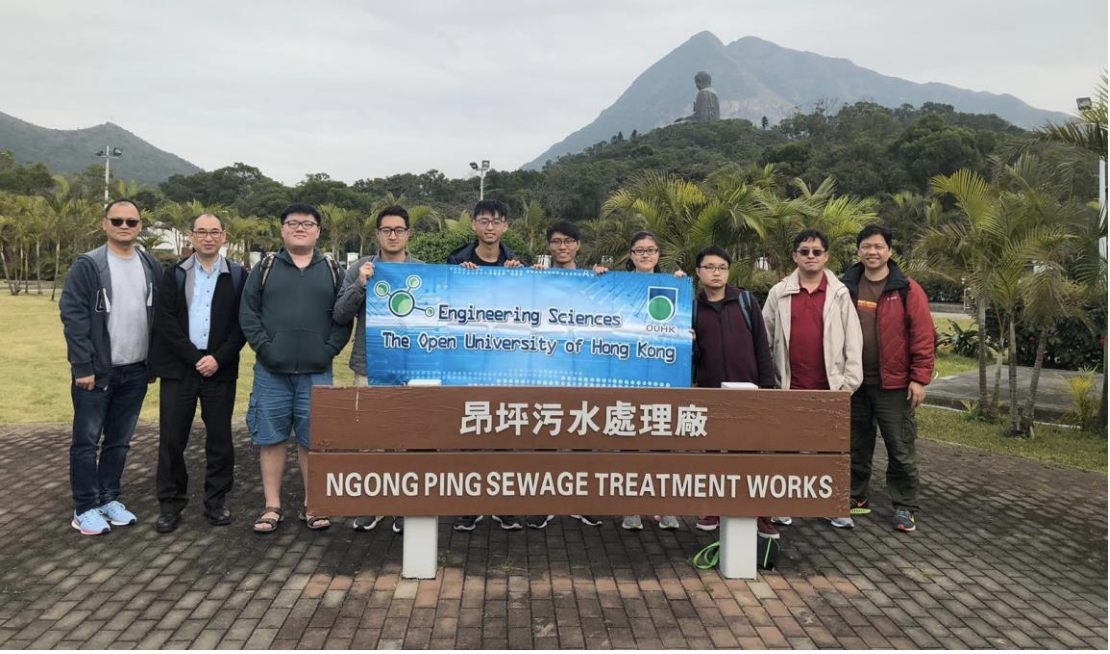 Engineering Sciences
The Open University of Hong Kong
OUHK
昂坪污水處理廠
NGONG PING SEWAGE TREATMENT WORKS